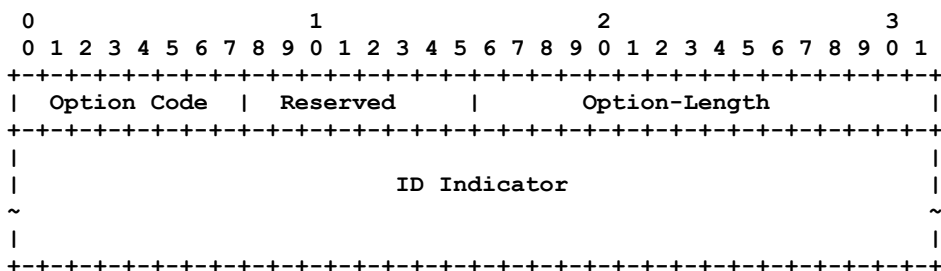 0                   1                   2                   3
 0 1 2 3 4 5 6 7 8 9 0 1 2 3 4 5 6 7 8 9 0 1 2 3 4 5 6 7 8 9 0 1
+-+-+-+-+-+-+-+-+-+-+-+-+-+-+-+-+-+-+-+-+-+-+-+-+-+-+-+-+-+-+-+-+
|  Option Code  |  Reserved     |       Option-Length           |
+-+-+-+-+-+-+-+-+-+-+-+-+-+-+-+-+-+-+-+-+-+-+-+-+-+-+-+-+-+-+-+-+
|                                                               |
|                          ID Indicator                         |
~                                                               ~
|                                                               |
+-+-+-+-+-+-+-+-+-+-+-+-+-+-+-+-+-+-+-+-+-+-+-+-+-+-+-+-+-+-+-+-+